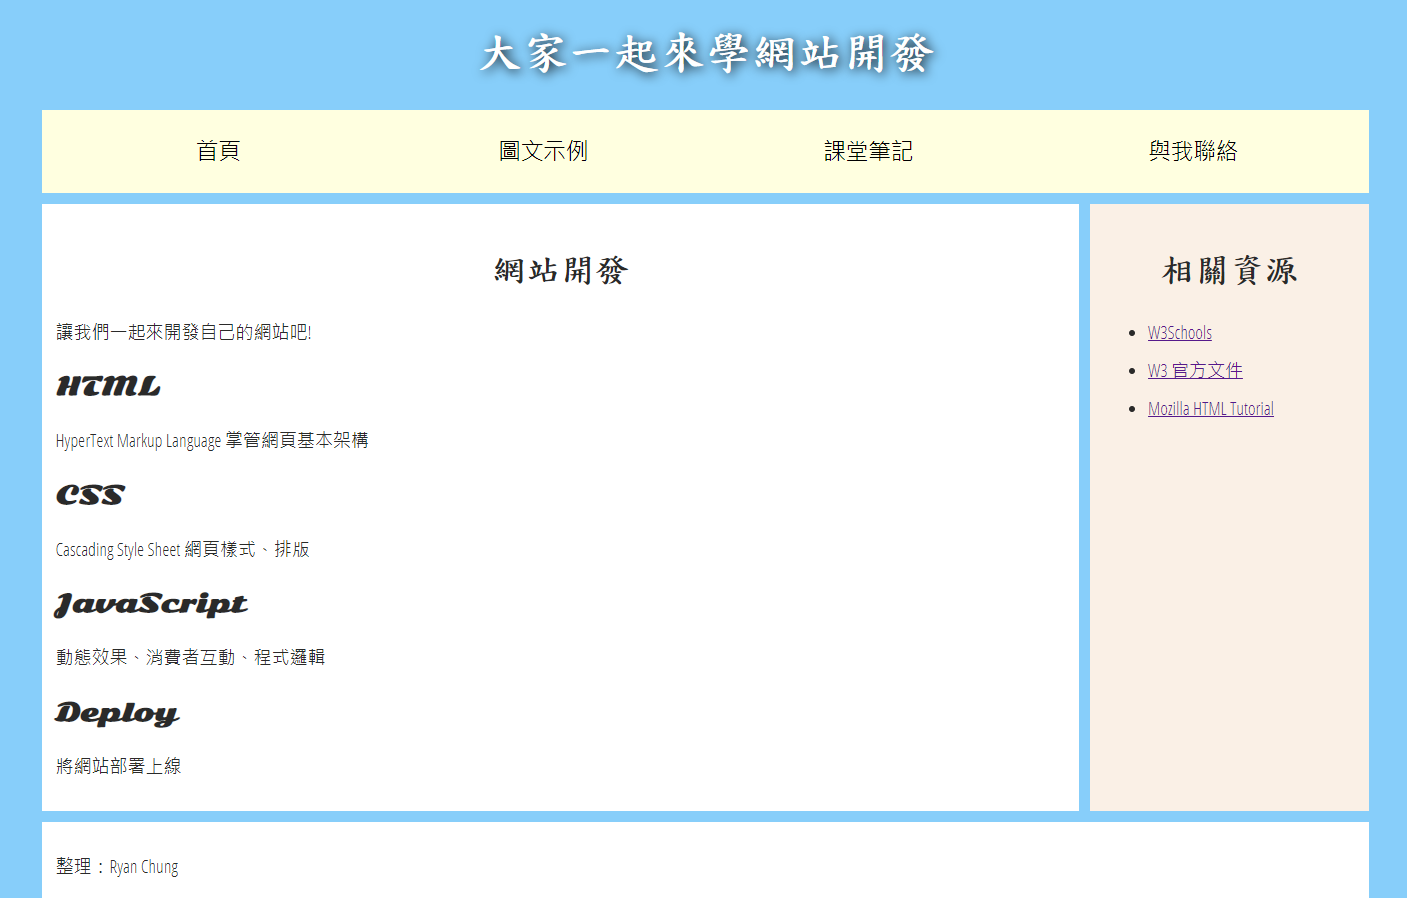 大家一起來學網站開發
首頁 圖文示例 課堂筆記 與我聯絡
網站開發
讓我們一起來開發自己的網站吧!
HTML
HyperText Markup Language 掌管網頁基本架構
CSS
Cascading Style Sheet 網頁樣式、排版
JavaScript
動態效果、消費者互動、程式邏輯
Deploy
將網站部署上線
相關資源
W3Schools
W3 官方文件
Mozilla HTML Tutorial
整理：Ryan Chung